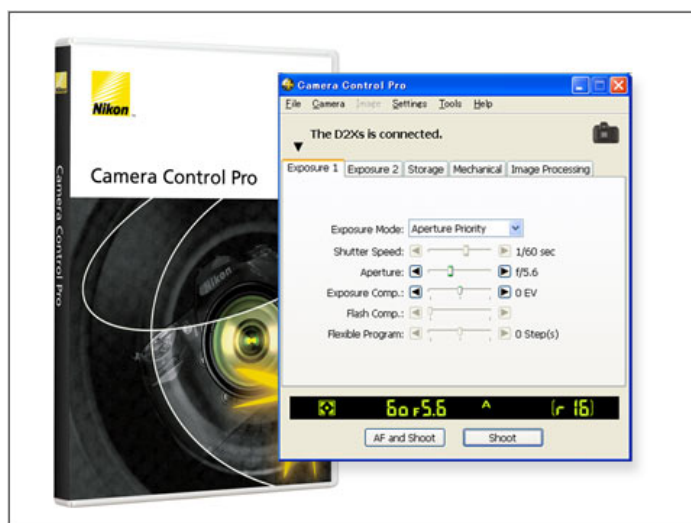 Nikon
Camera Control Pro
Camera Control Pro
Nikon
Camera Control Pro
File Camera Image Settings Tools Help
The D2Xs is connected.
Exposure 1 Exposure 2 Storage Mechanical Image Processing
Exposure Mode: Aperture Priority
Shutter Speed: 1/60 sec
Aperture: f/5.6
Exposure Comp.: 0 EV
Flash Comp.:
Flexible Program: 0 Step(s)
60 F5.6 A (r 16)
AF and Shoot Shoot